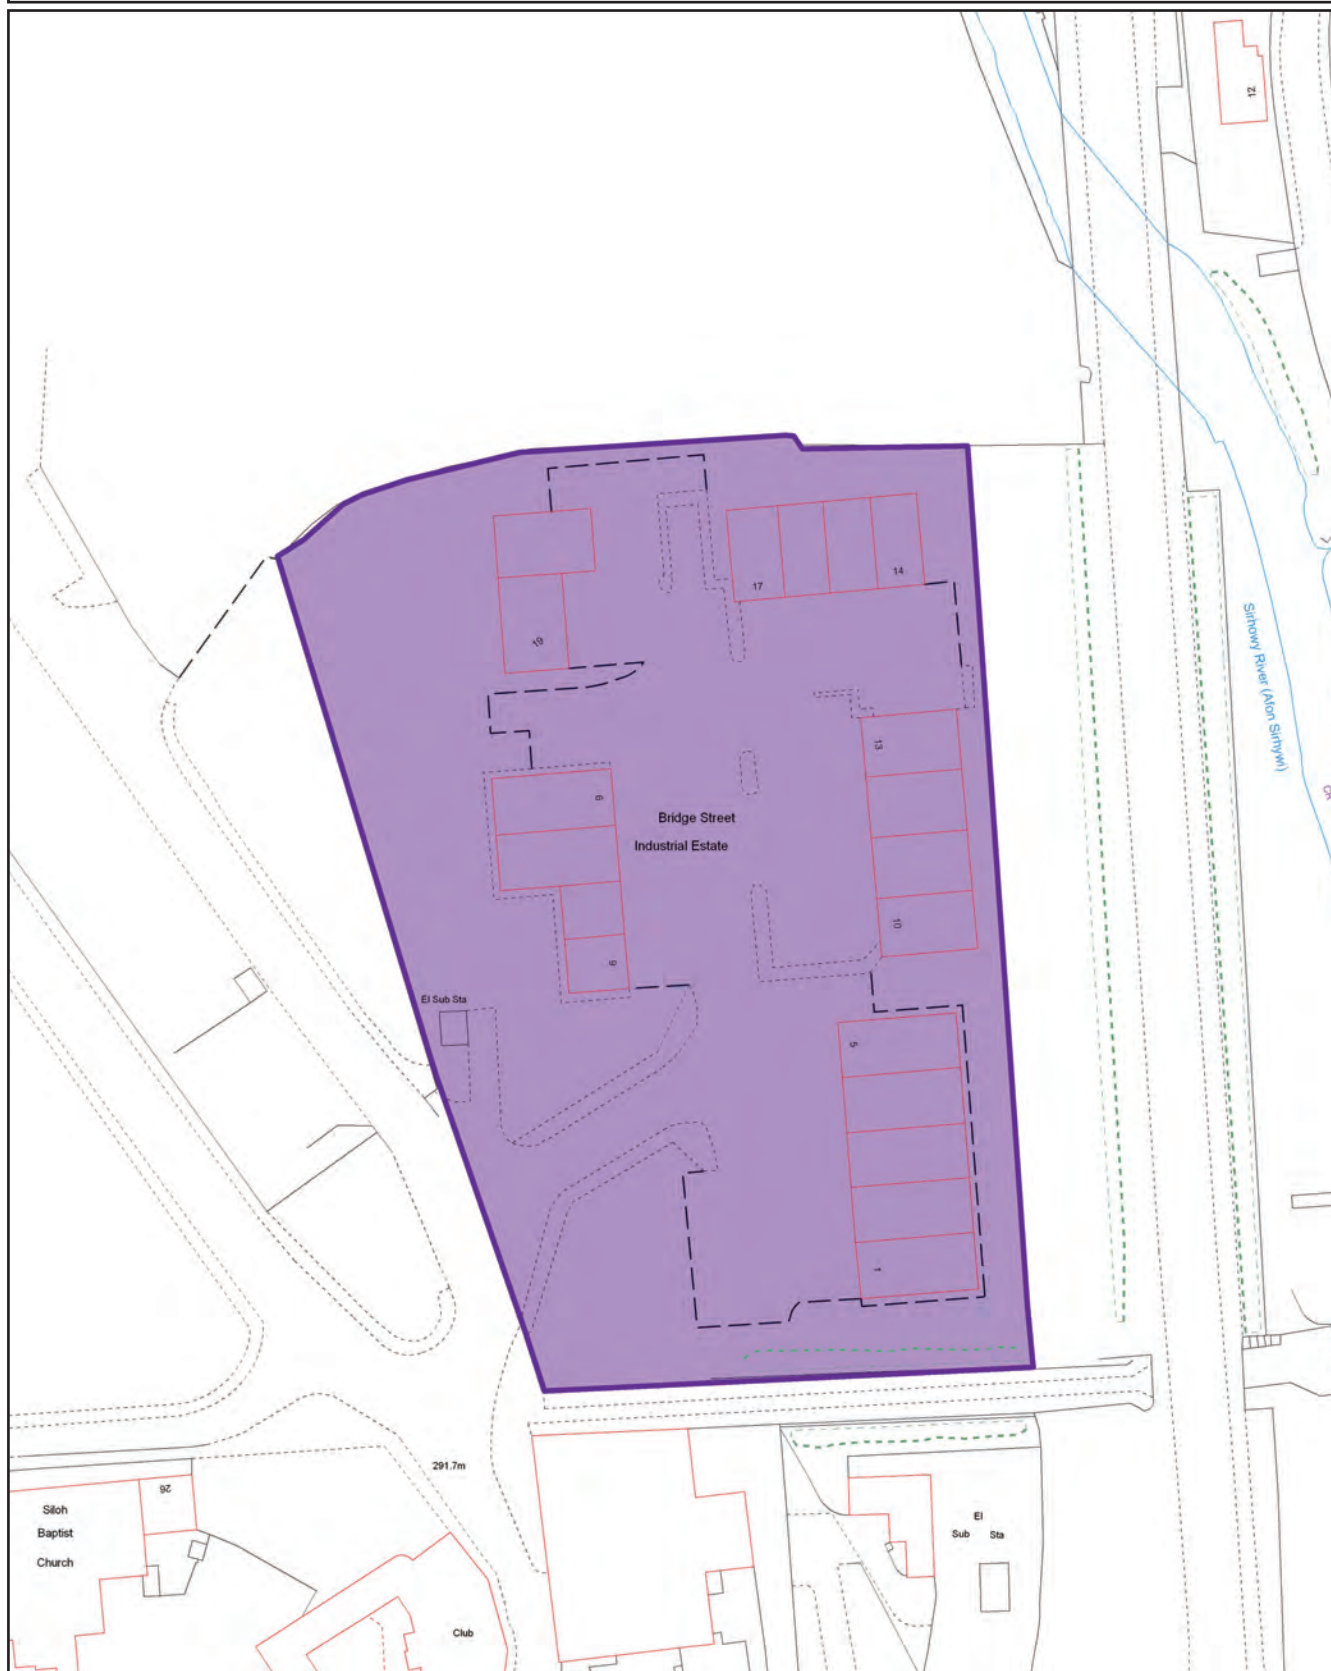 12
17
14
19
13
Sirhowy River (Afon Sirhywi)
9
Bridge Street
Industrial Estate
10
6
El Sub Sta
5
1
291.7m
26
Siloh
Baptist
Church
El
Sub Sta
Club